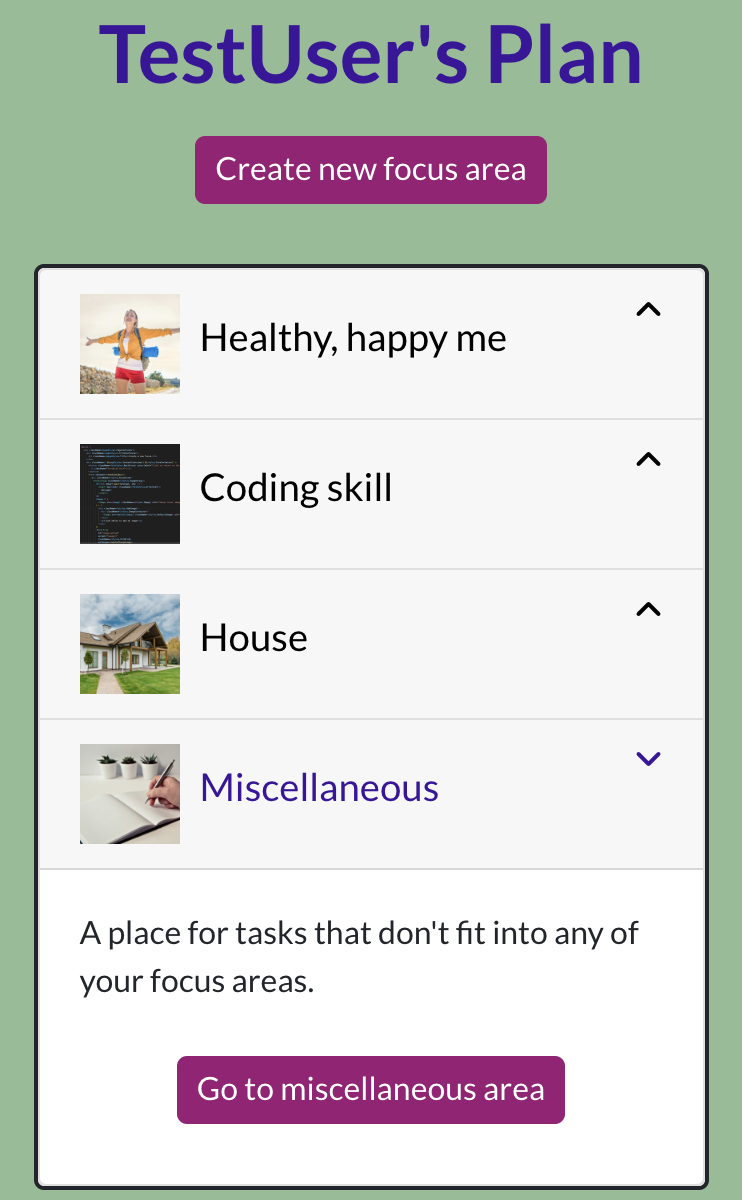 TestUser's Plan
Create new focus area
Healthy, happy me
Coding skill
House
Miscellaneous
A place for tasks that don't fit into any of
your focus areas.
Go to miscellaneous area